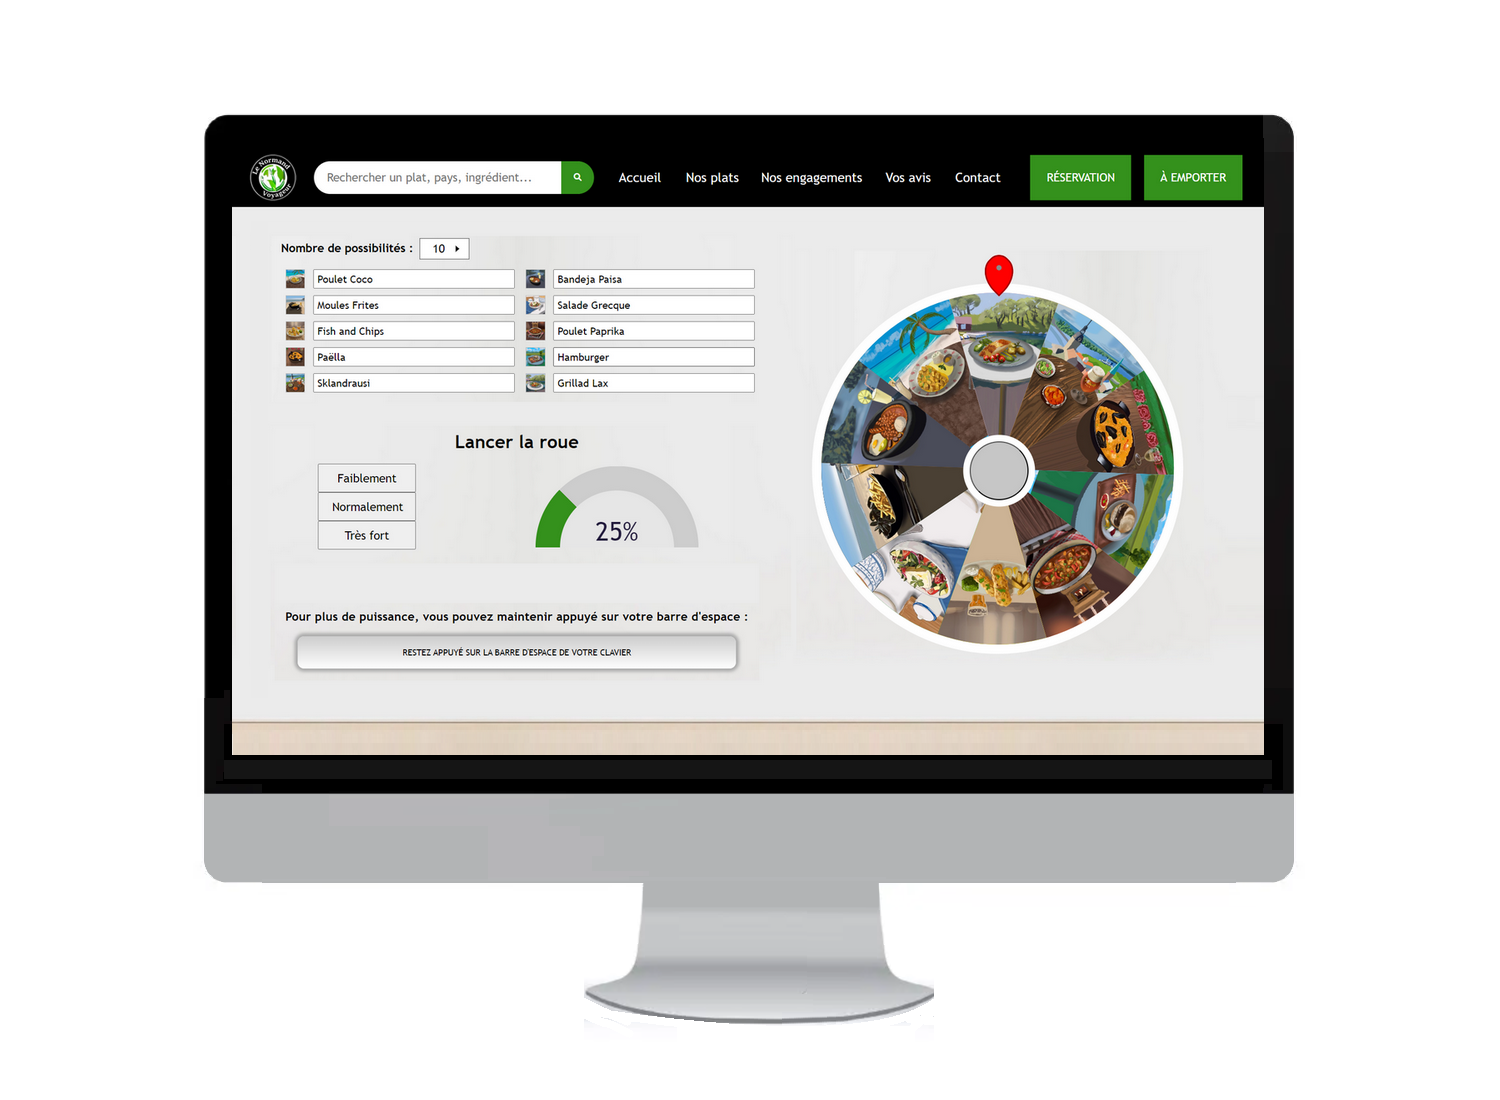 Le Normand
Voyageur
Rechercher un plat, pays, ingrédient...
Accueil
Nos plats
Nos engagements
Vos avis
Contact
RÉSERVATION
À EMPORTER
Nombre de possibilités :
10
Poulet Coco
Bandeja Paisa
Moules Frites
Salade Grecque
Fish and Chips
Poulet Paprika
Paëlla
Hamburger
Sklandrausi
Grillad Lax
Lancer la roue
Faiblement
Normalement
Très fort
25%
Pour plus de puissance, vous pouvez maintenir appuyé sur votre barre d'espace :
RESTEZ APPUYÉ SUR LA BARRE D'ESPACE DE VOTRE CLAVIER